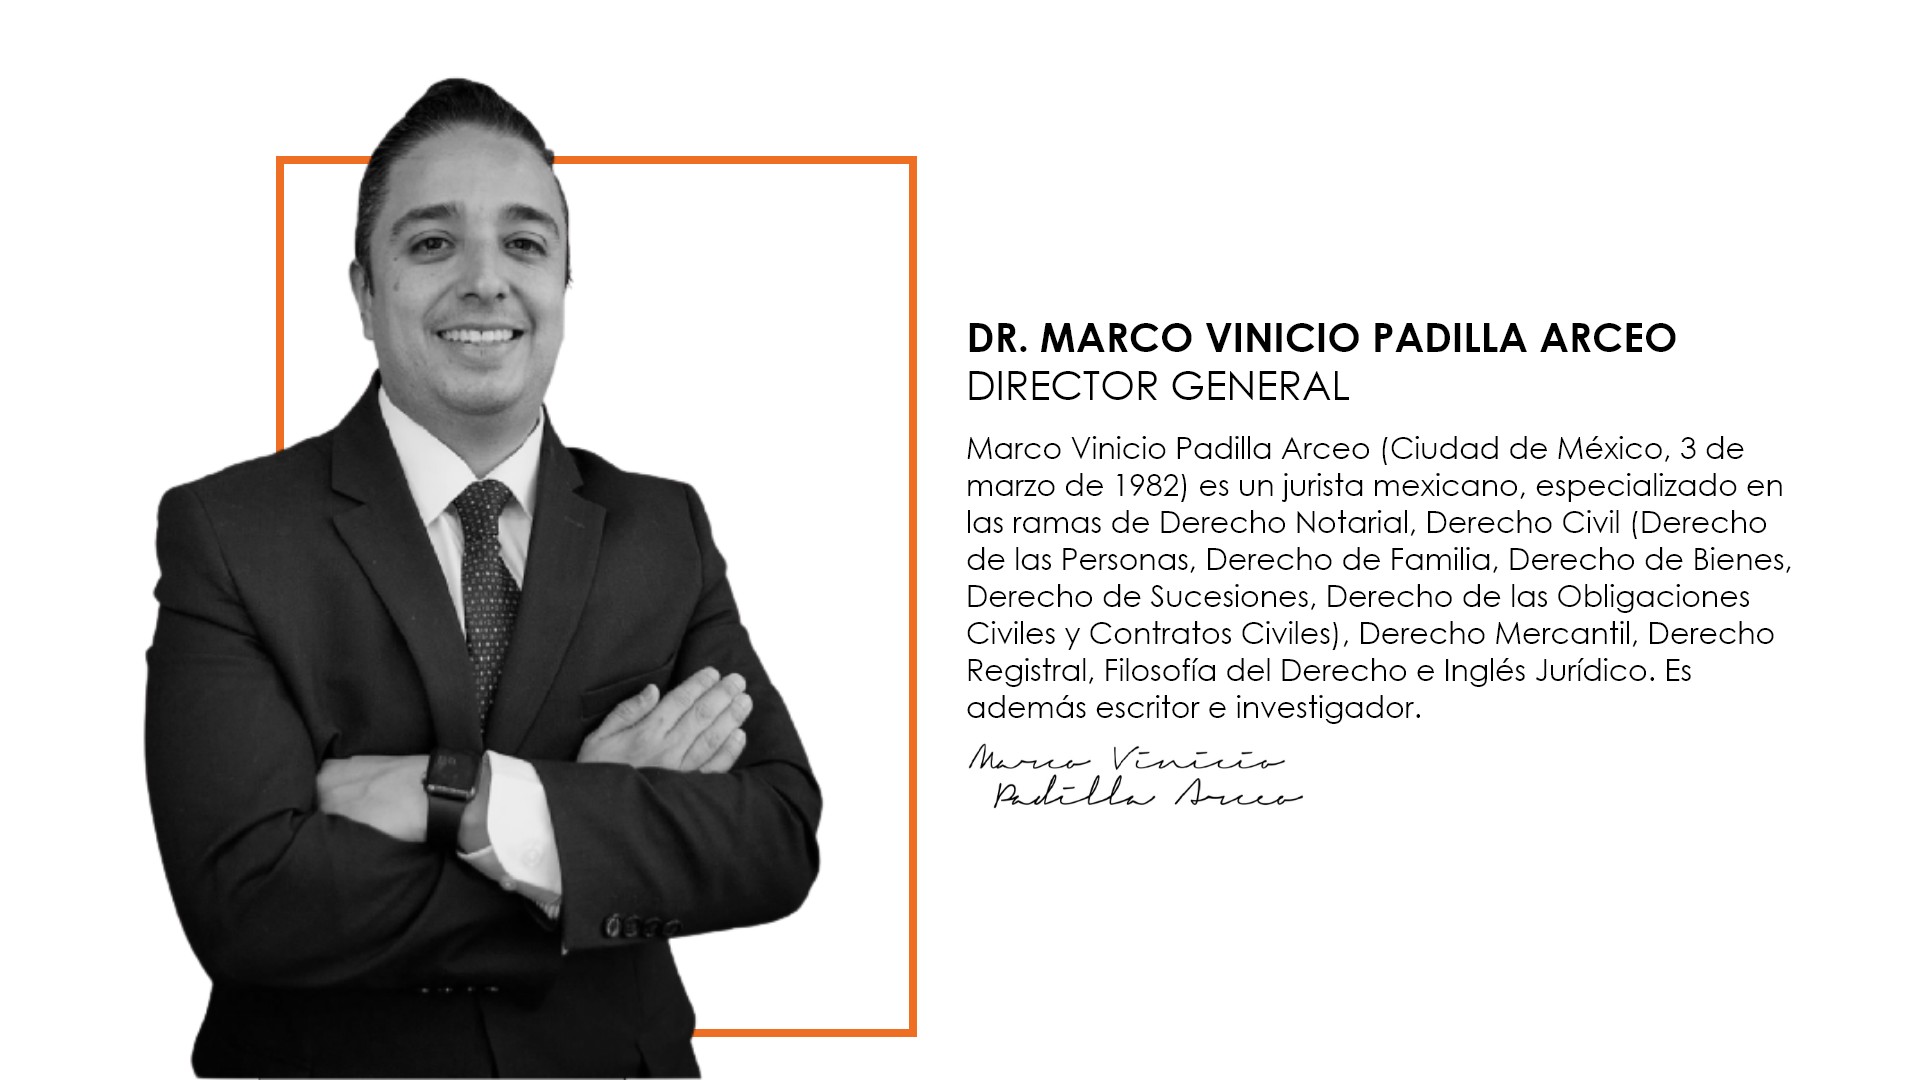 DR. MARCO VINICIO PADILLA ARCEO
DIRECTOR GENERAL
Marco Vinicio Padilla Arceo (Ciudad de México, 3 de
marzo de 1982) es un jurista mexicano, especializado en
las ramas de Derecho Notarial, Derecho Civil (Derecho
de las Personas, Derecho de Familia, Derecho de Bienes,
Derecho de Sucesiones, Derecho de las Obligaciones
Civiles y Contratos Civiles), Derecho Mercantil, Derecho
Registral, Filosofía del Derecho e Inglés Jurídico. Es
además escritor e investigador.
Marco Vinicio
Padilla Arceo